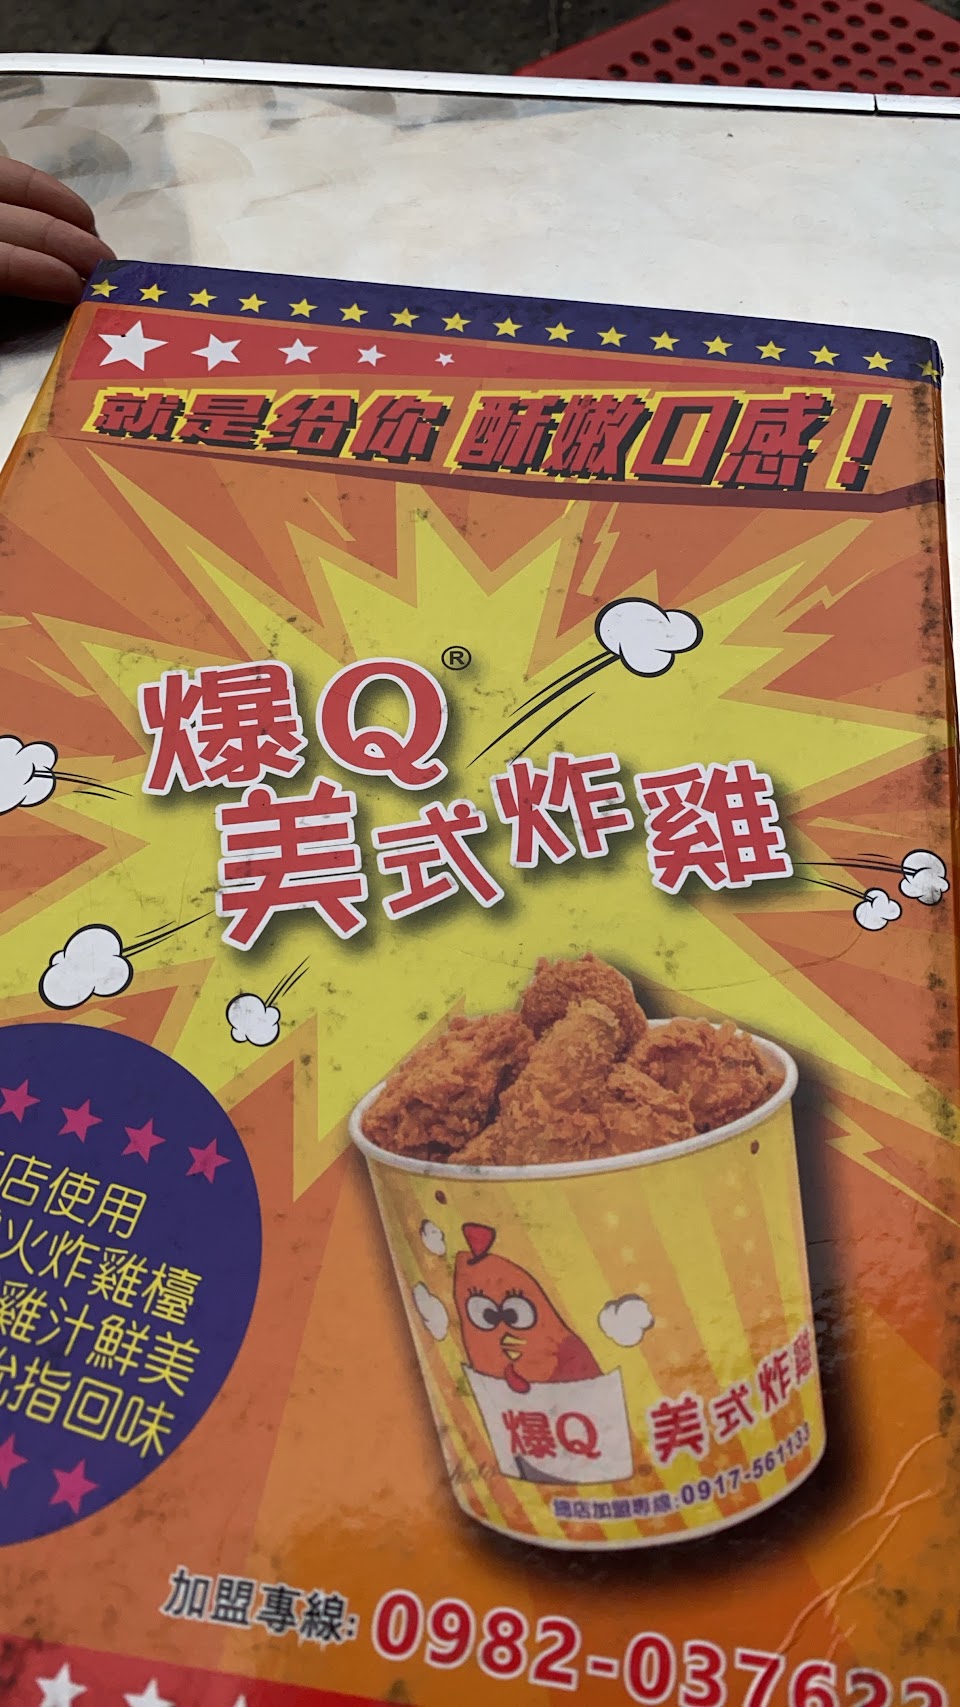 就是给你 酥嫩口感！
爆Q®
美式炸雞
店使用
火炸雞檯
雞汁鮮美
指回味
爆Q
美式炸雞
總店加盟專線:0917-561133
加盟專線: 0982-0376